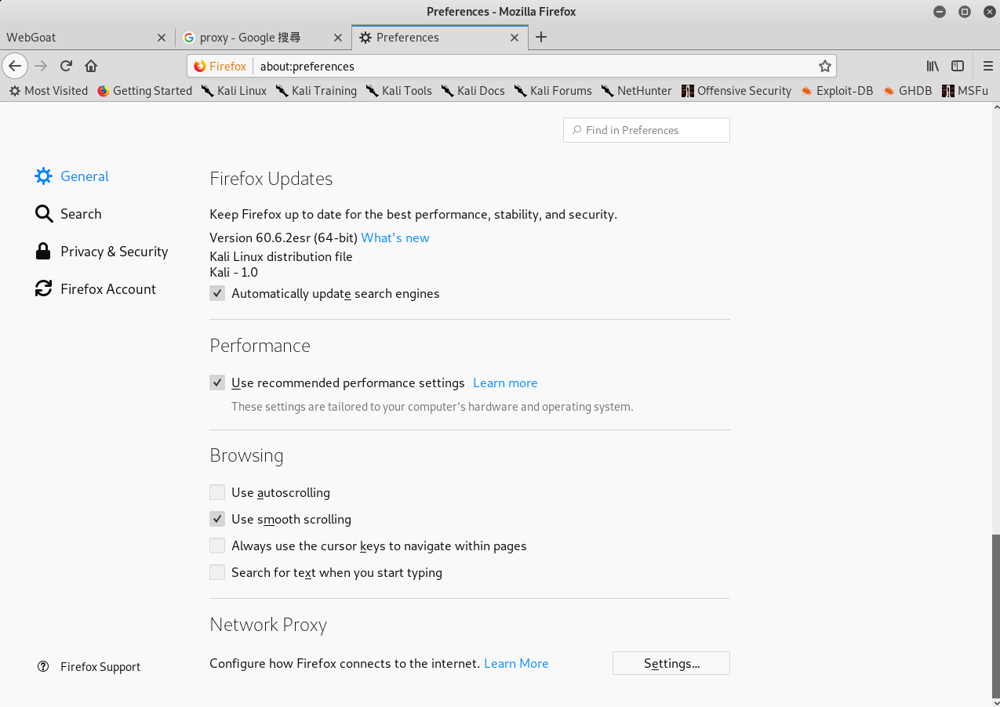 Preferences - Mozilla Firefox
WebGoat
proxy - Google 搜尋
Preferences
Firefox
about:preferences
Most Visited Getting Started Kali Linux Kali Training Kali Tools Kali Docs Kali Forums NetHunter Offensive Security Exploit-DB GHDB MSFu
Find in Preferences
General
Search
Privacy & Security
Firefox Account
Firefox Updates
Keep Firefox up to date for the best performance, stability, and security.
Version 60.6.2esr (64-bit) What's new
Kali Linux distribution file
Kali - 1.0
Automatically update search engines
Performance
Use recommended performance settings Learn more
These settings are tailored to your computer’s hardware and operating system.
Browsing
Use autoscrolling
Use smooth scrolling
Always use the cursor keys to navigate within pages
Search for text when you start typing
Network Proxy
Configure how Firefox connects to the internet. Learn More
Settings...
Firefox Support